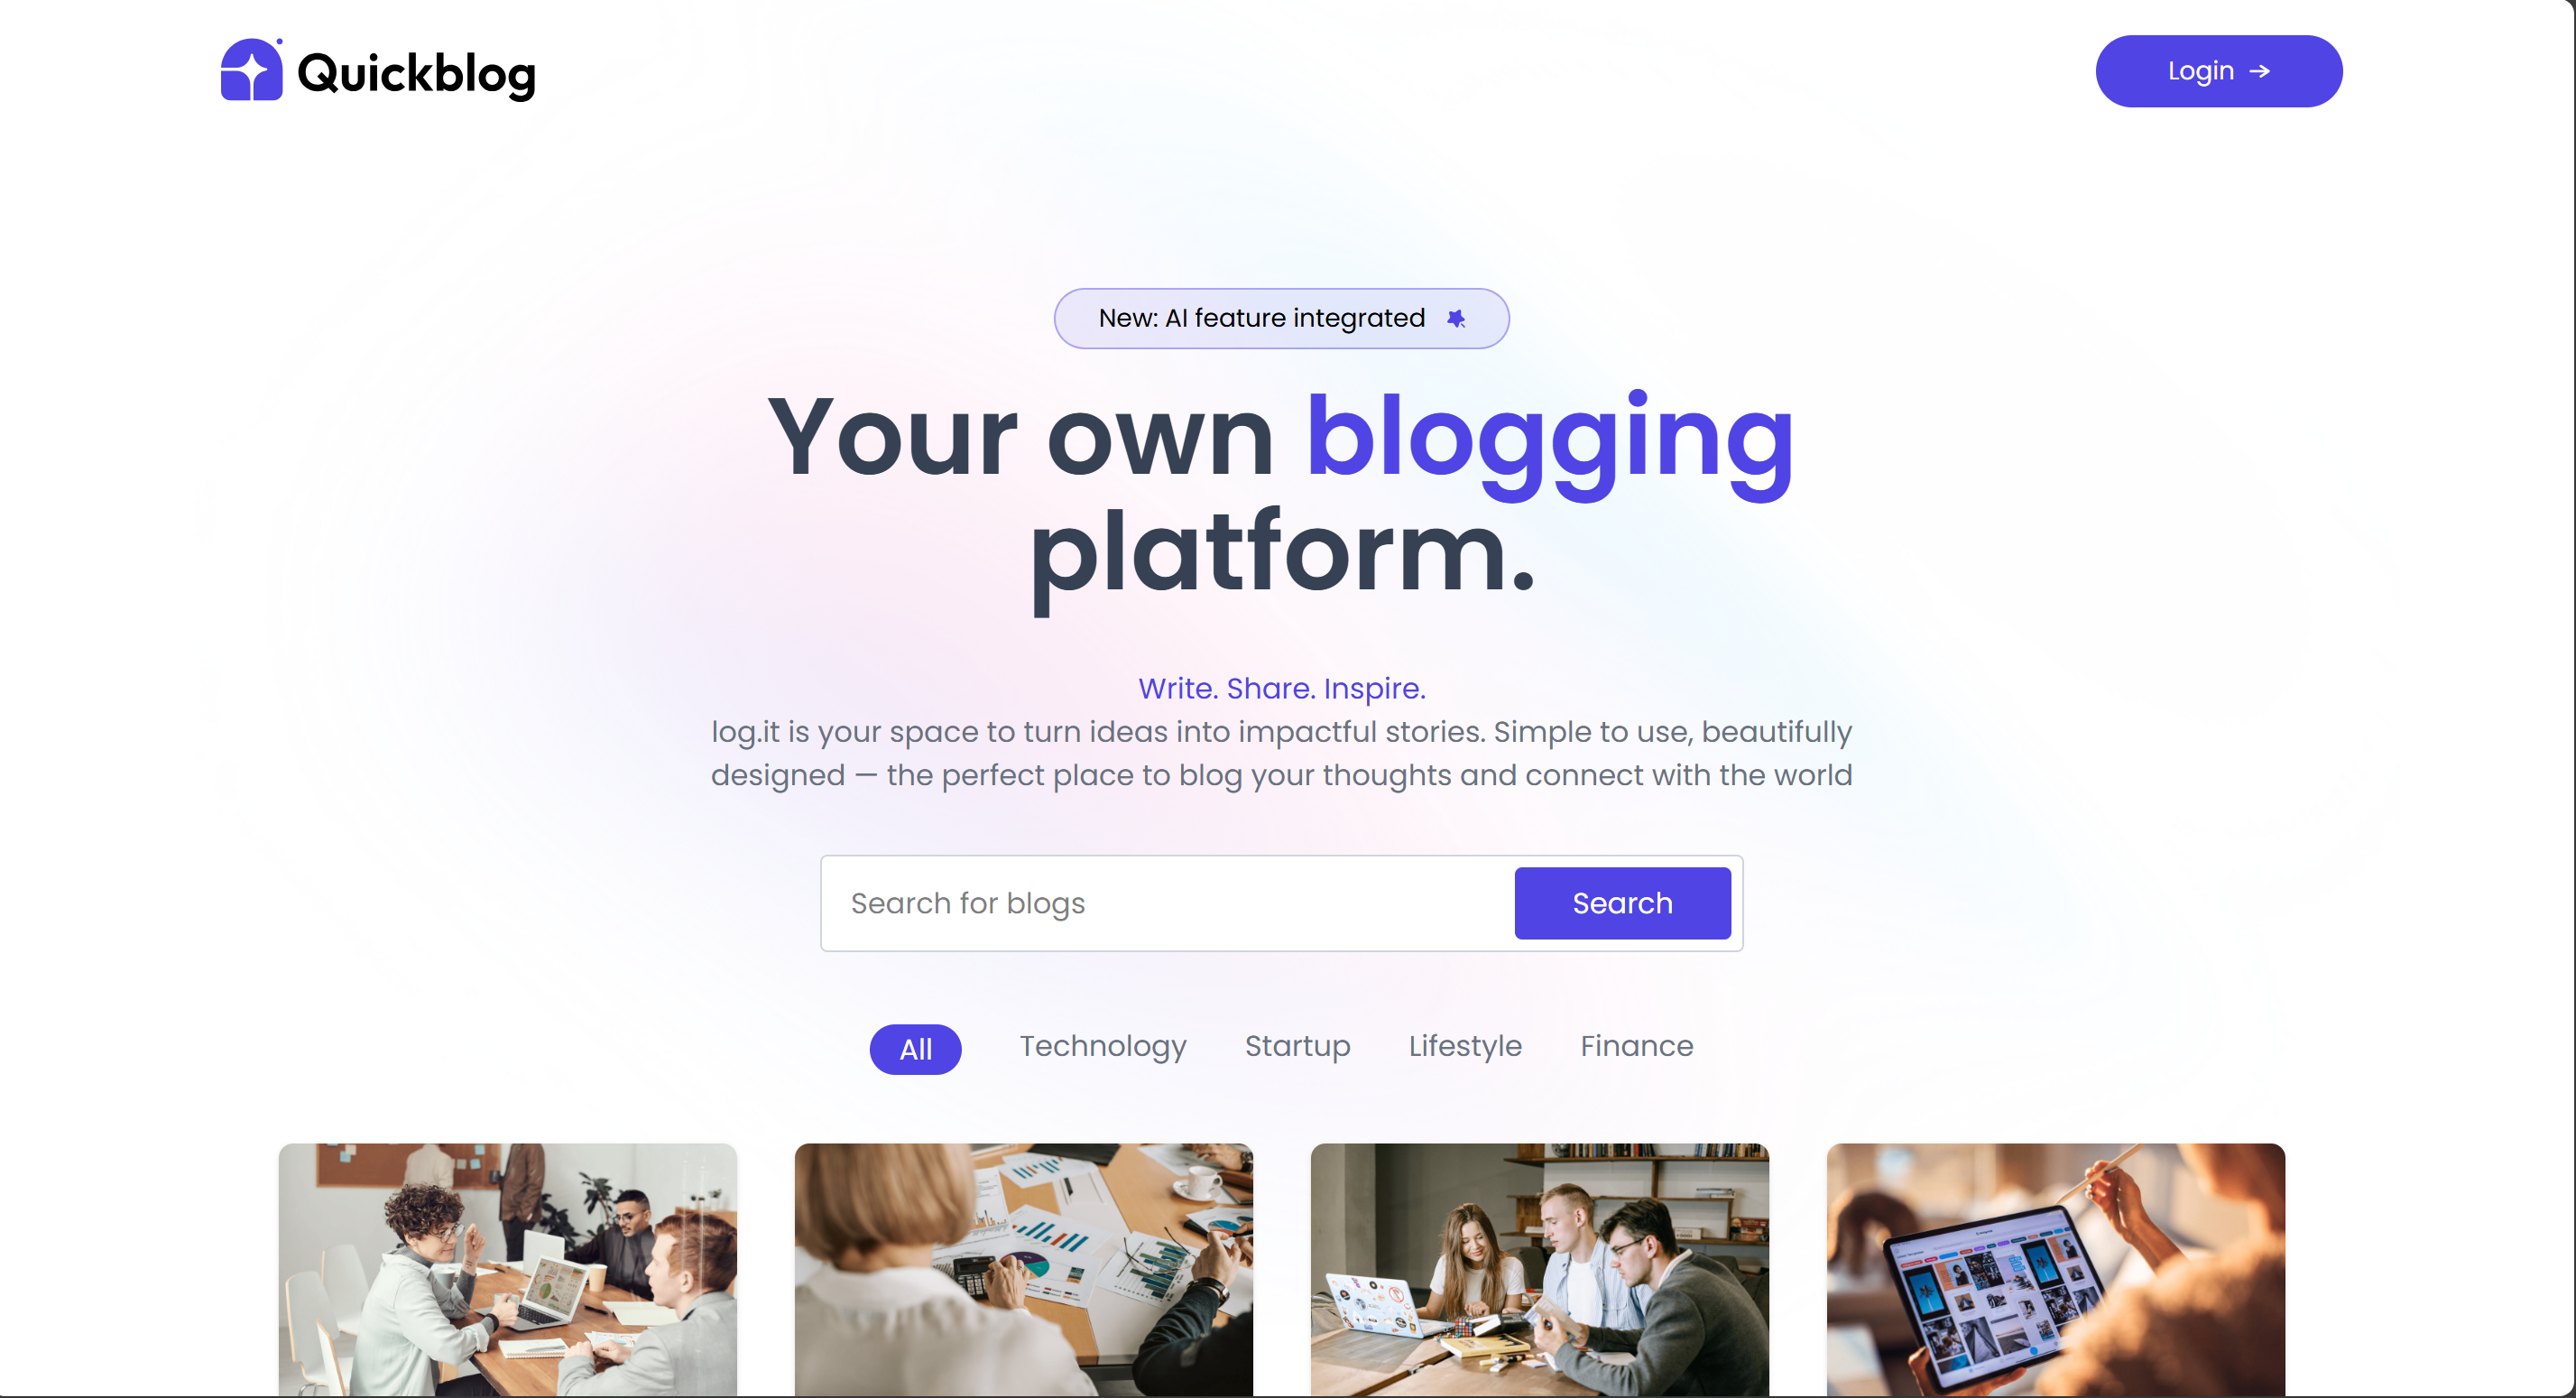 Quickblog
Login →
New: AI feature integrated
Your own blogging
platform.
Write. Share. Inspire.
log.it is your space to turn ideas into impactful stories. Simple to use, beautifully
designed — the perfect place to blog your thoughts and connect with the world
Search for blogs
Search
All
Technology
Startup
Lifestyle
Finance